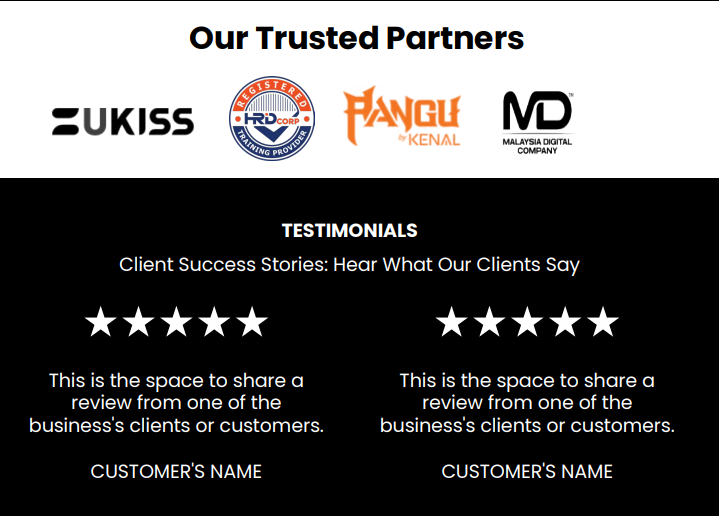 Our Trusted Partners
ZUKISS
REGISTERED
HRD CORP
TRAINING PROVIDER
PANGU
by KENAL
MD™
MALAYSIA DIGITAL
COMPANY
TESTIMONIALS
Client Success Stories: Hear What Our Clients Say
This is the space to share a
review from one of the
business's clients or customers.
CUSTOMER'S NAME
This is the space to share a
review from one of the
business's clients or customers.
CUSTOMER'S NAME